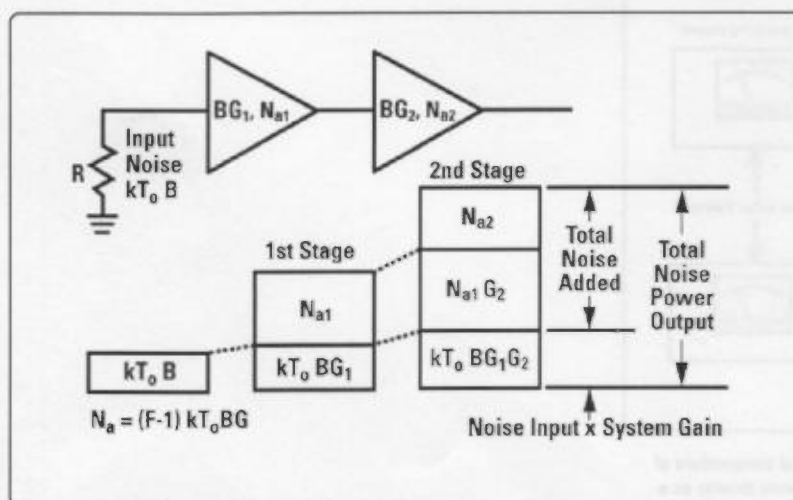 BG₁, Nₐ₁
BG₂, Nₐ₂
Input
Noise
kTₒ B
R
2nd Stage
Nₐ₂
1st Stage
Nₐ₁
Nₐ₁ G₂
kTₒ B
kTₒ BG₁
kTₒ BG₁G₂
Total
Noise
Added
Total
Noise
Power
Output
Nₐ = (F-1) kTₒBG
Noise Input x System Gain